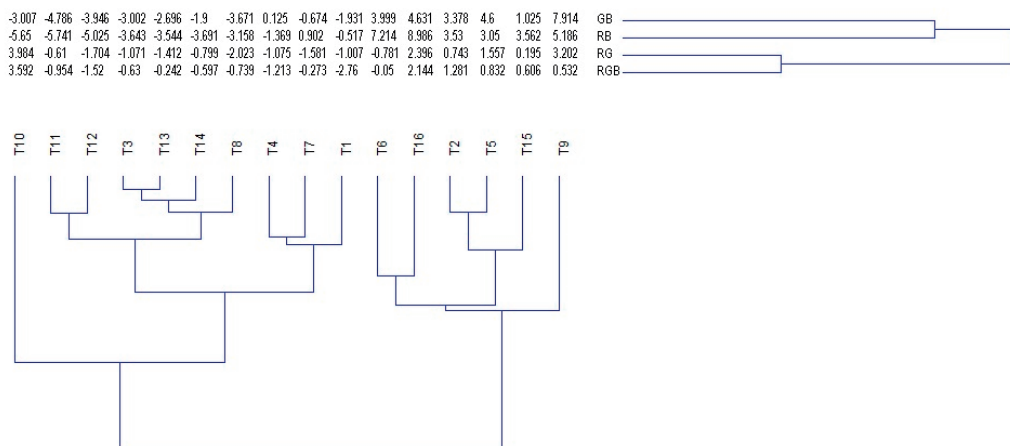 -3.007 -4.786 -3.946 -3.002 -2.696 -1.9 -3.671 0.125 -0.674 -1.931 3.999 4.631 3.378 4.6 1.025 7.914 GB
-5.65 -5.741 -5.025 -3.643 -3.544 -3.691 -3.158 -1.369 0.902 -0.517 7.214 8.986 3.53 3.05 3.562 5.186 RB
3.984 -0.61 -1.704 -1.071 -1.412 -0.799 -2.023 -1.075 -1.581 -1.007 -0.781 2.396 0.743 1.557 0.195 3.202 RG
3.592 -0.954 -1.52 -0.63 -0.242 -0.597 -0.739 -1.213 -0.273 -2.76 -0.05 2.144 1.281 0.832 0.606 0.532 RGB
T10 T11 T12 T3 T13 T14 T8 T4 T7 T1 T6 T16 T2 T5 T15 T9